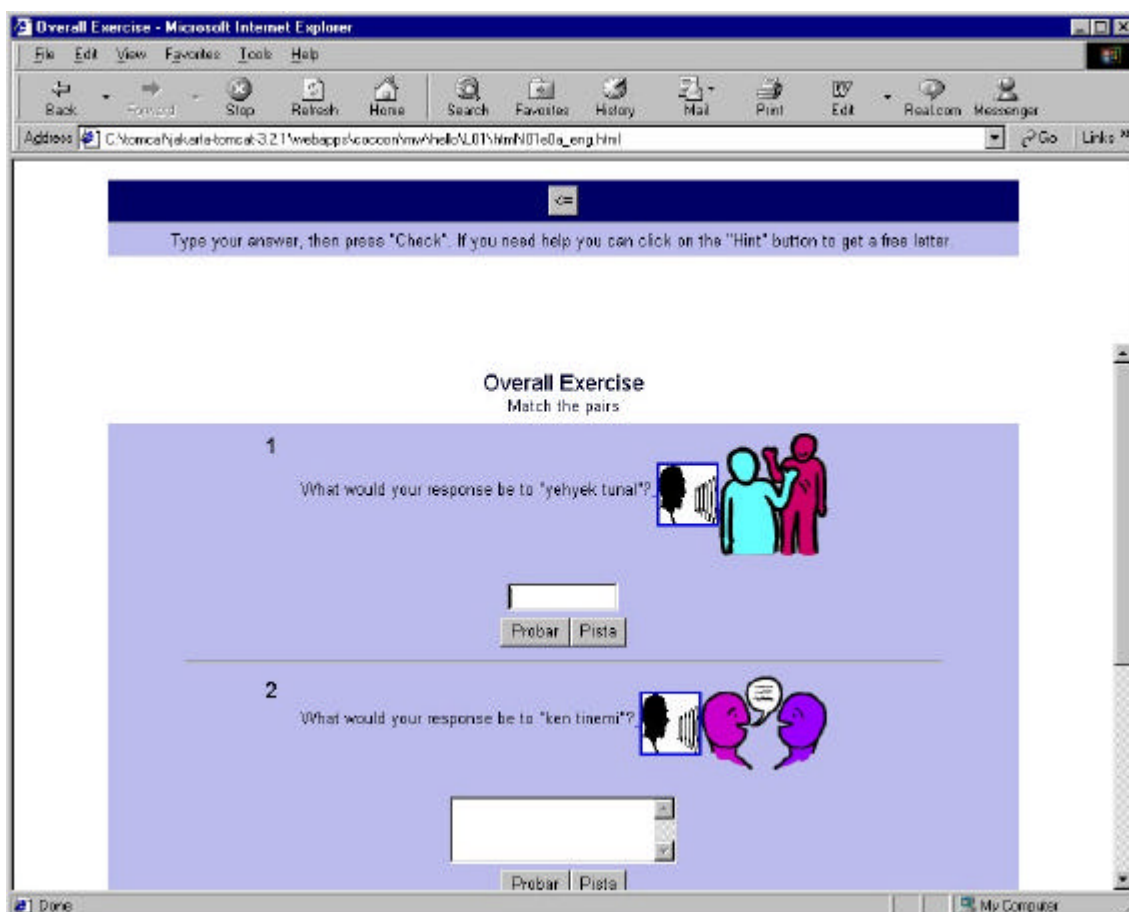 Overall Exercise - Microsoft Internet Explorer
File Edit View Favorites Tools Help
Back Forward Stop Refresh Home Search Favorites History Mail Print Edit Real.com Messenger
Address C:\tomcat\jakarta-tomcat-3.2.1\webapps\cocoon\mw\hello\L01\html\l01e0a_eng.html Go Links »
<=
Type your answer, then press "Check". If you need help you can click on the "Hint" button to get a free letter.
Overall Exercise
Match the pairs
1
What would your response be to "yehyek tunal"?
Probar Pista
2
What would your response be to "ken tinemi"?
Probar Pista
Done My Computer